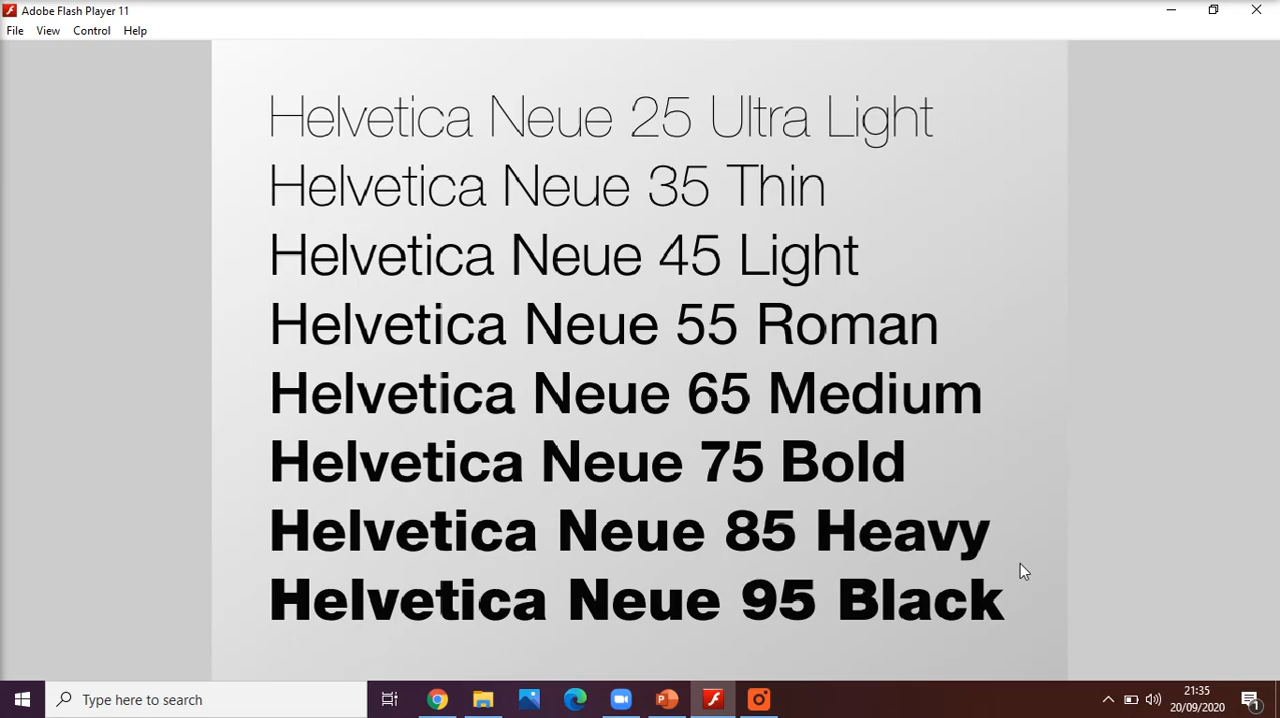 Adobe Flash Player 11
File View Control Help
Helvetica Neue 25 Ultra Light
Helvetica Neue 35 Thin
Helvetica Neue 45 Light
Helvetica Neue 55 Roman
Helvetica Neue 65 Medium
Helvetica Neue 75 Bold
Helvetica Neue 85 Heavy
Helvetica Neue 95 Black
Type here to search
21:35
20/09/2020
1